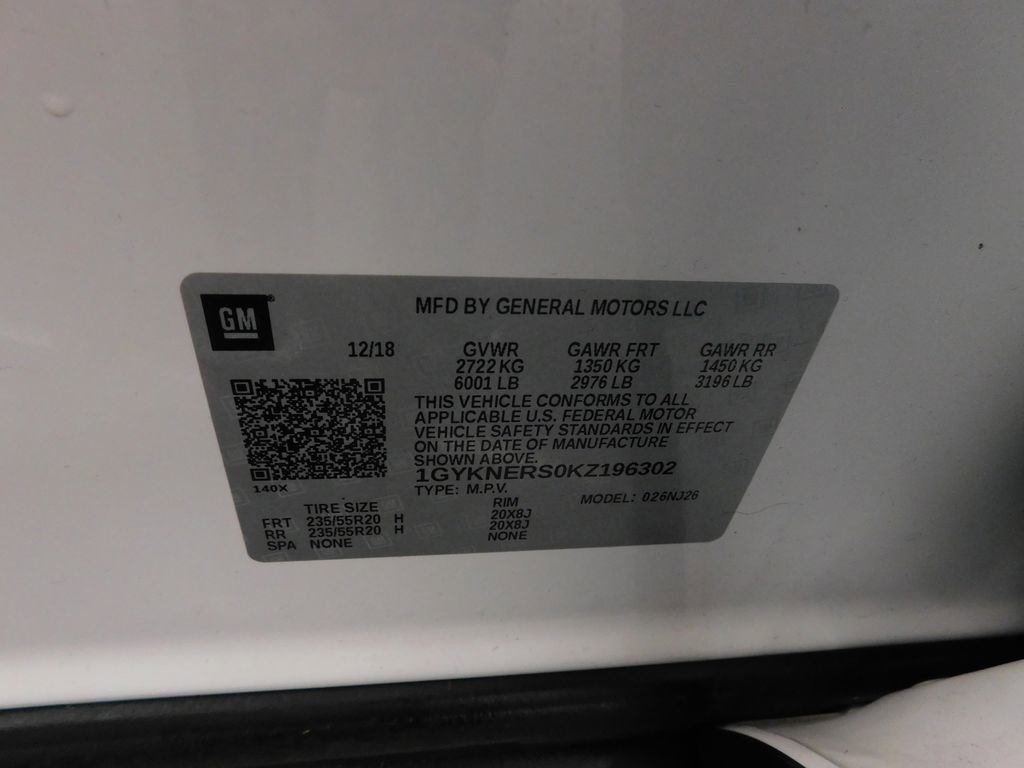 GM
MFD BY GENERAL MOTORS LLC
12/18 GVWR GAWR FRT GAWR RR
2722 KG 1350 KG 1450 KG
6001 LB 2976 LB 3196 LB
THIS VEHICLE CONFORMS TO ALL
APPLICABLE U.S. FEDERAL MOTOR
VEHICLE SAFETY STANDARDS IN EFFECT
ON THE DATE OF MANUFACTURE
SHOWN ABOVE.
1GYKNERS0KZ196302
140X
TYPE: M.P.V. MODEL: 026NJ26
TIRE SIZE RIM
FRT 235/55R20 H 20X8J
RR 235/55R20 H 20X8J
SPA NONE NONE